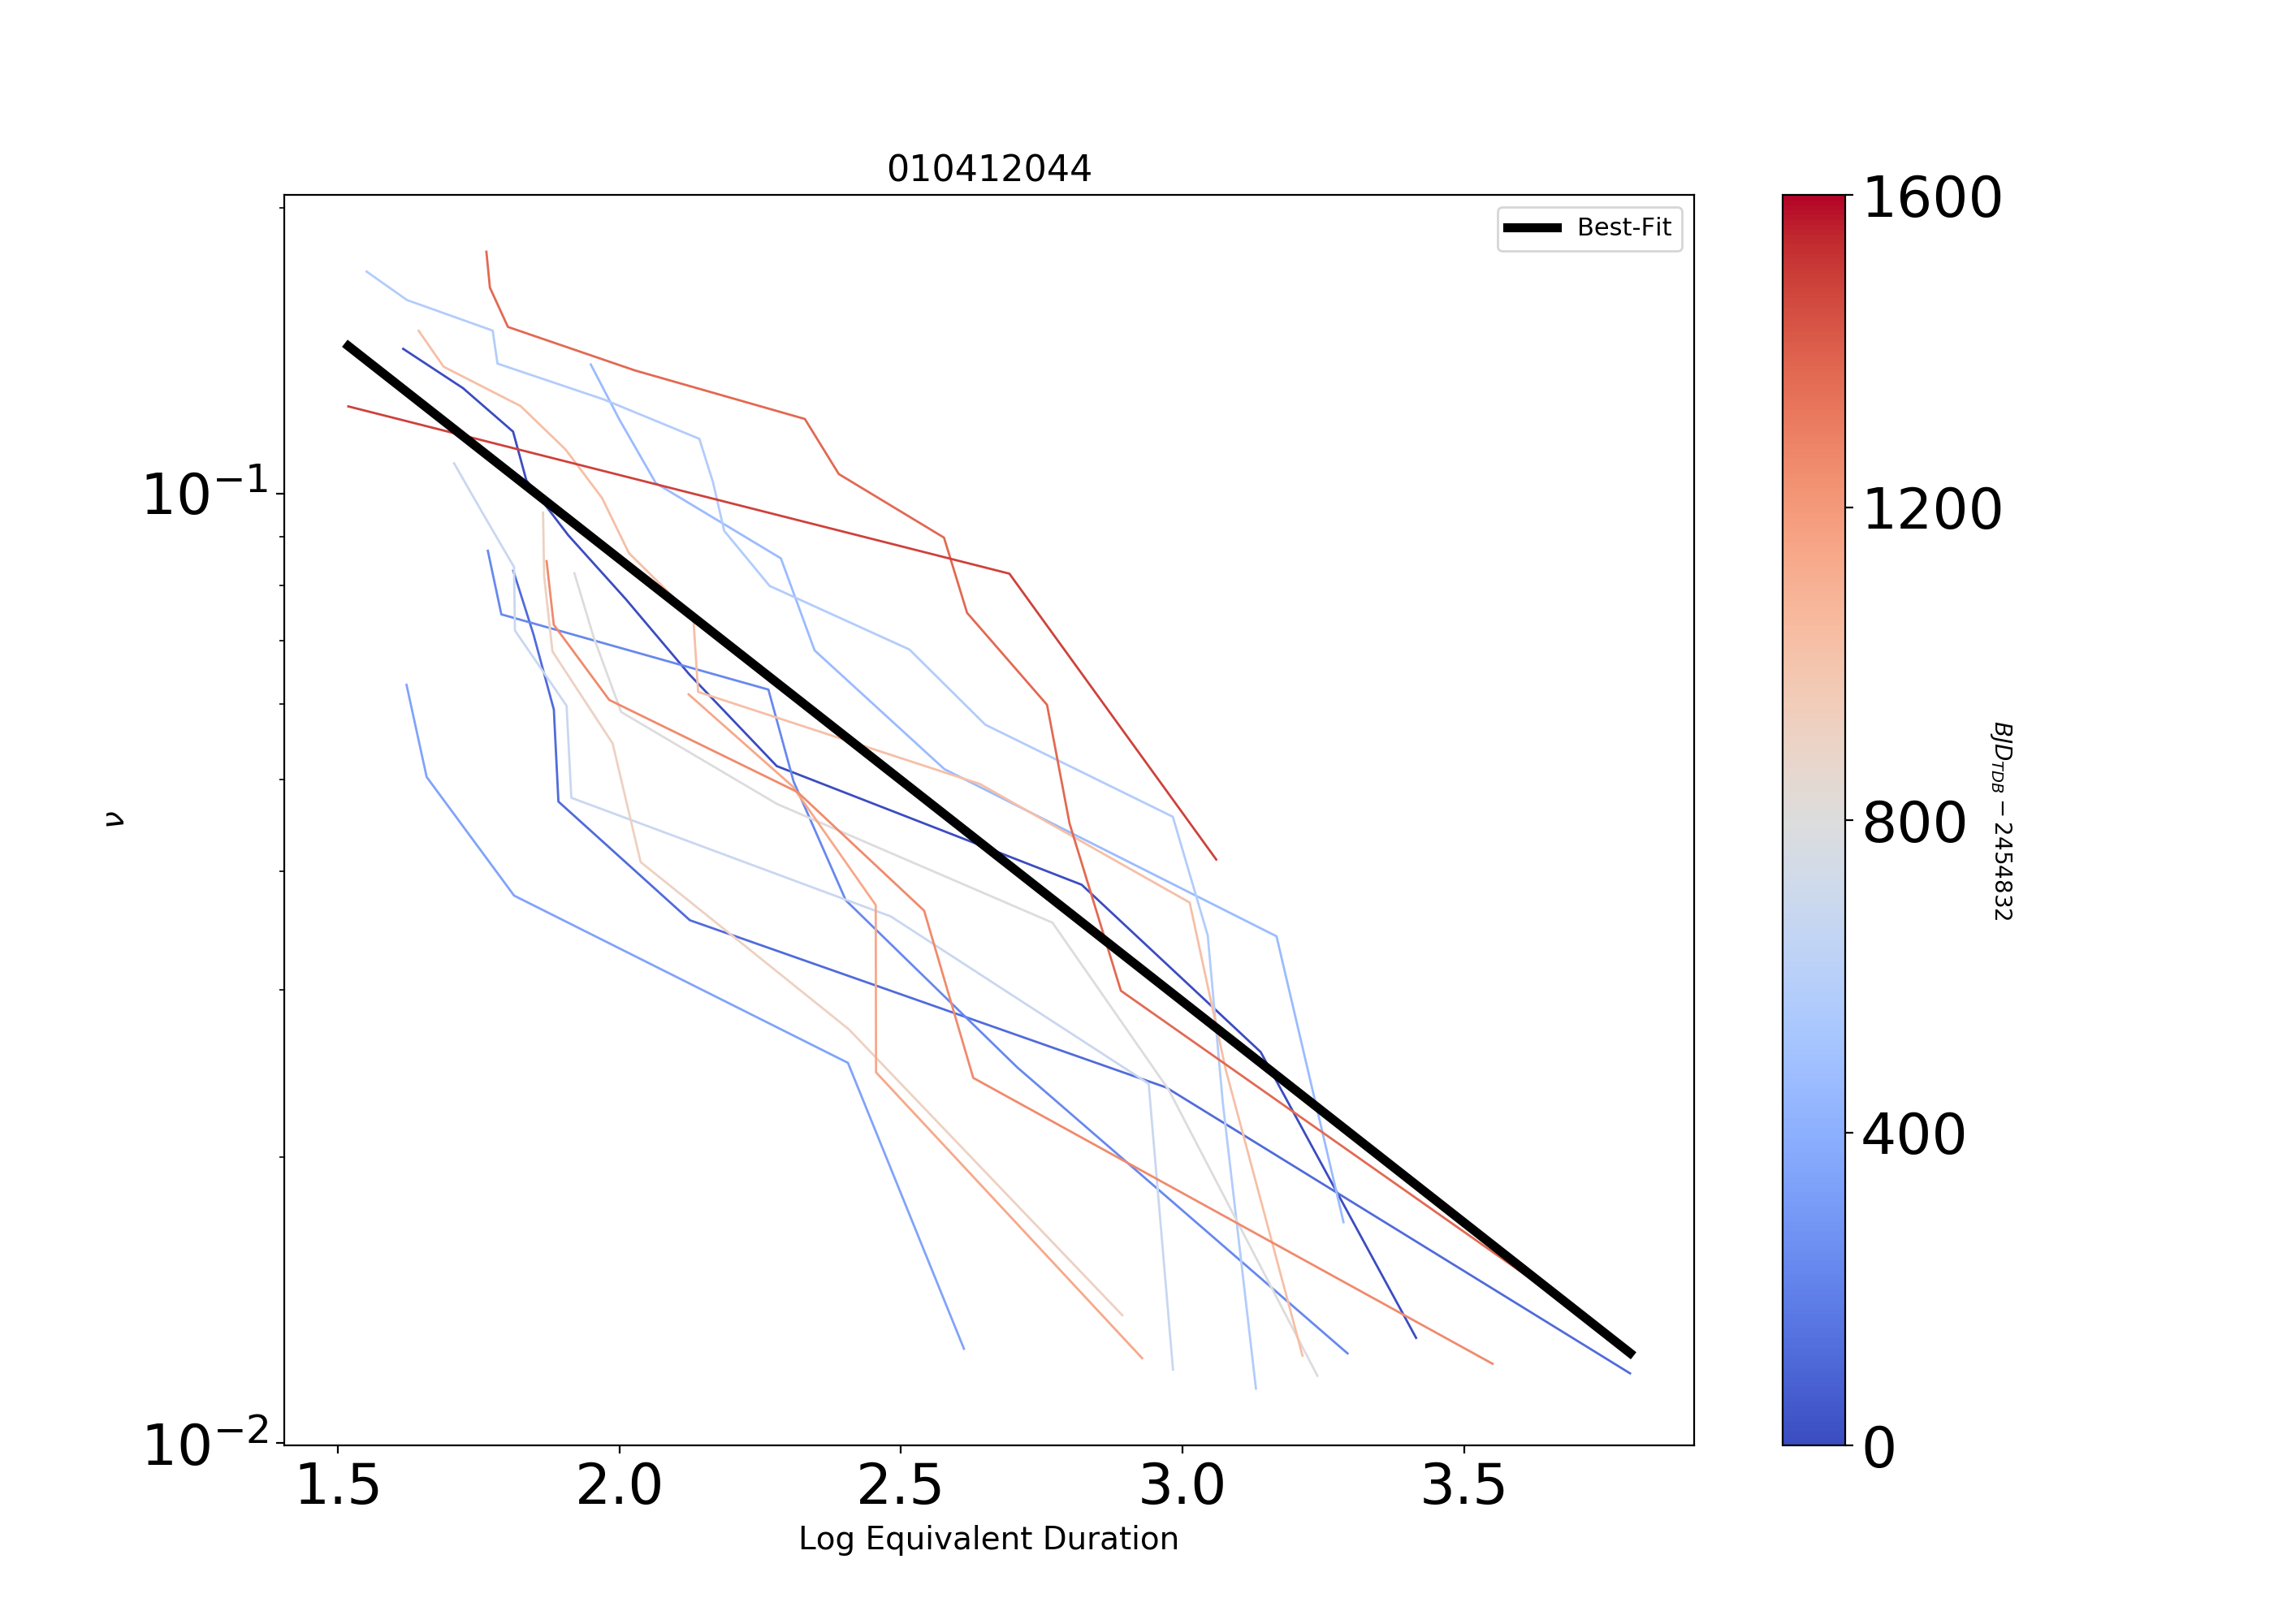 010412044
Best-Fit
10⁻¹
10⁻²
ν
1.5 2.0 2.5 3.0 3.5
Log Equivalent Duration
1600
1200
800
400
0
BJD_TDB − 2454832